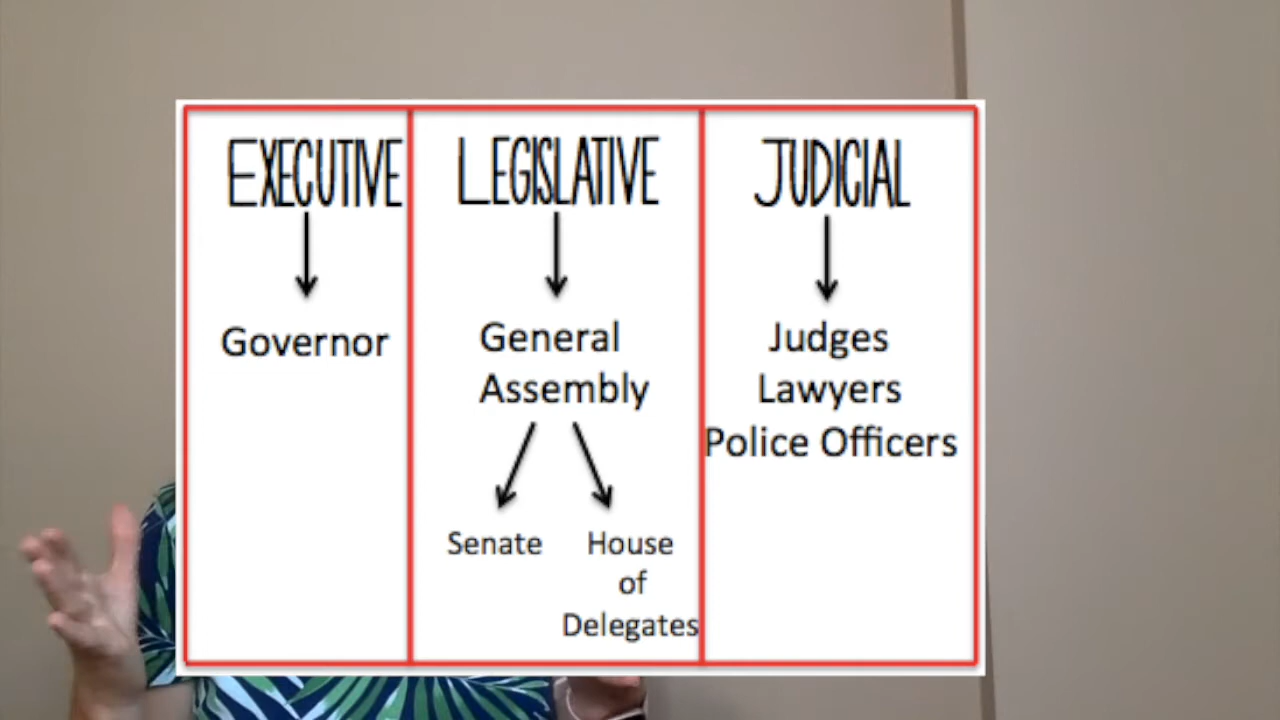 EXECUTIVE
Governor
LEGISLATIVE
General
Assembly
Senate
House
of
Delegates
JUDICIAL
Judges
Lawyers
Police Officers